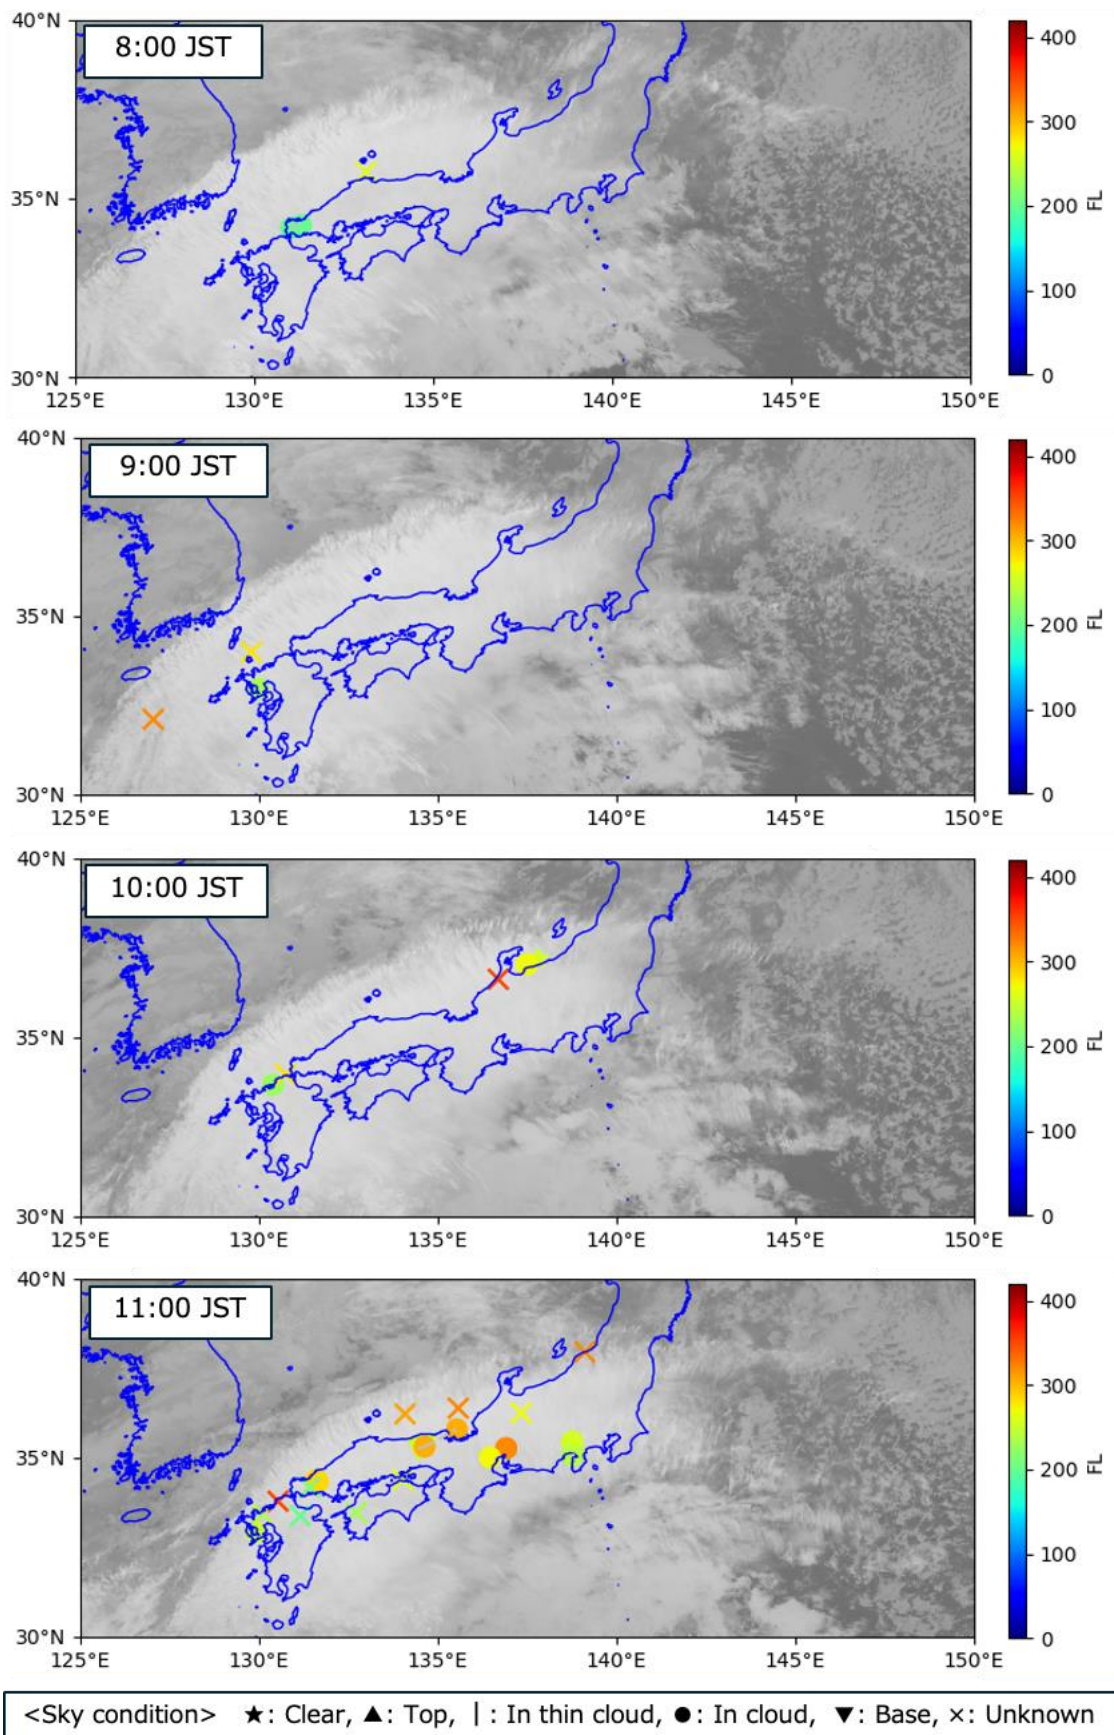 40°N
8:00 JST
35°N
30°N
125°E 130°E 135°E 140°E 145°E 150°E
400
300
200
100
0
FL
40°N
9:00 JST
35°N
30°N
125°E 130°E 135°E 140°E 145°E 150°E
400
300
200
100
0
FL
40°N
10:00 JST
35°N
30°N
125°E 130°E 135°E 140°E 145°E 150°E
400
300
200
100
0
FL
40°N
11:00 JST
35°N
30°N
125°E 130°E 135°E 140°E 145°E 150°E
400
300
200
100
0
FL
<Sky condition> ★: Clear, ▲: Top, |: In thin cloud, ●: In cloud, ▼: Base, ×: Unknown